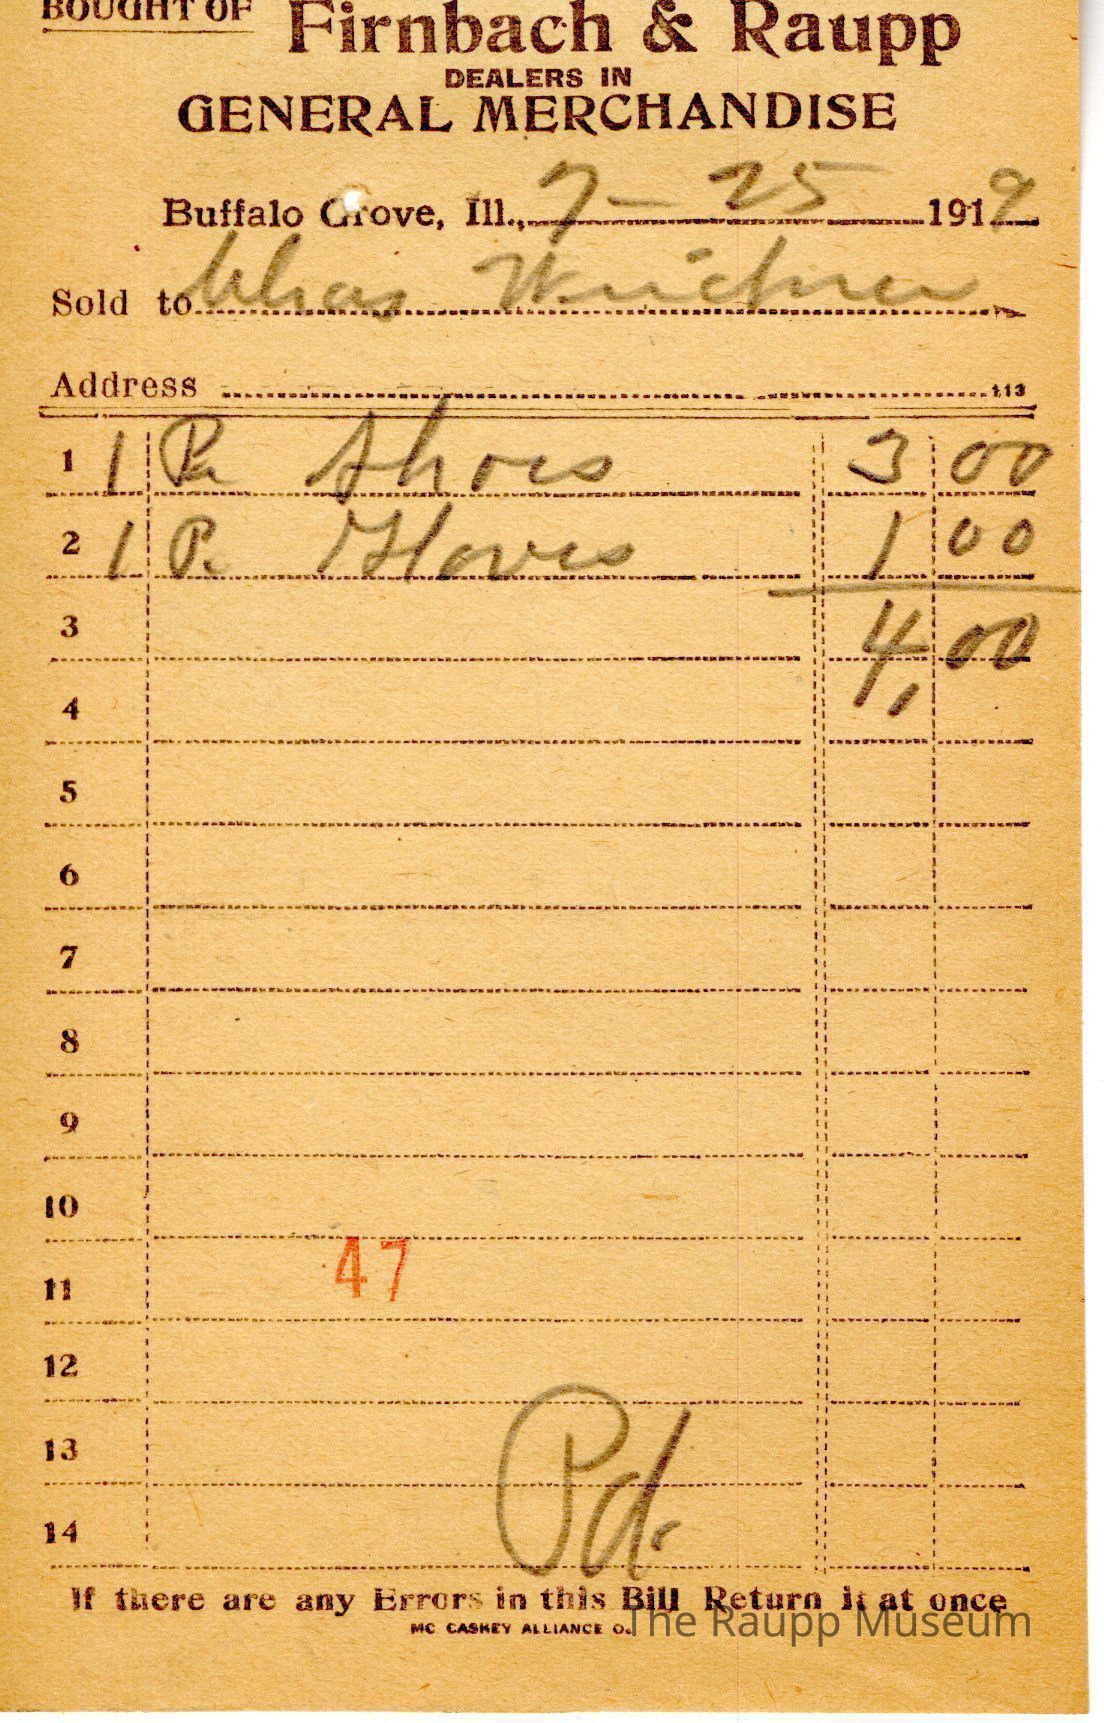 BOUGHT OF Firnbach & Raupp
DEALERS IN
GENERAL MERCHANDISE
Buffalo Grove, Ill., 7 - 25 1919
Sold to Chas
Address 113
1 1 Pr Shoes 3 00
2 1 Pr Gloves 1 00
3 4,00
4
5
6
7
8
9
10
47
11
12
13
Pd.
14
If there are any Errors in this Bill Return it at once
MC CASKEY ALLIANCE O.
The Raupp Museum